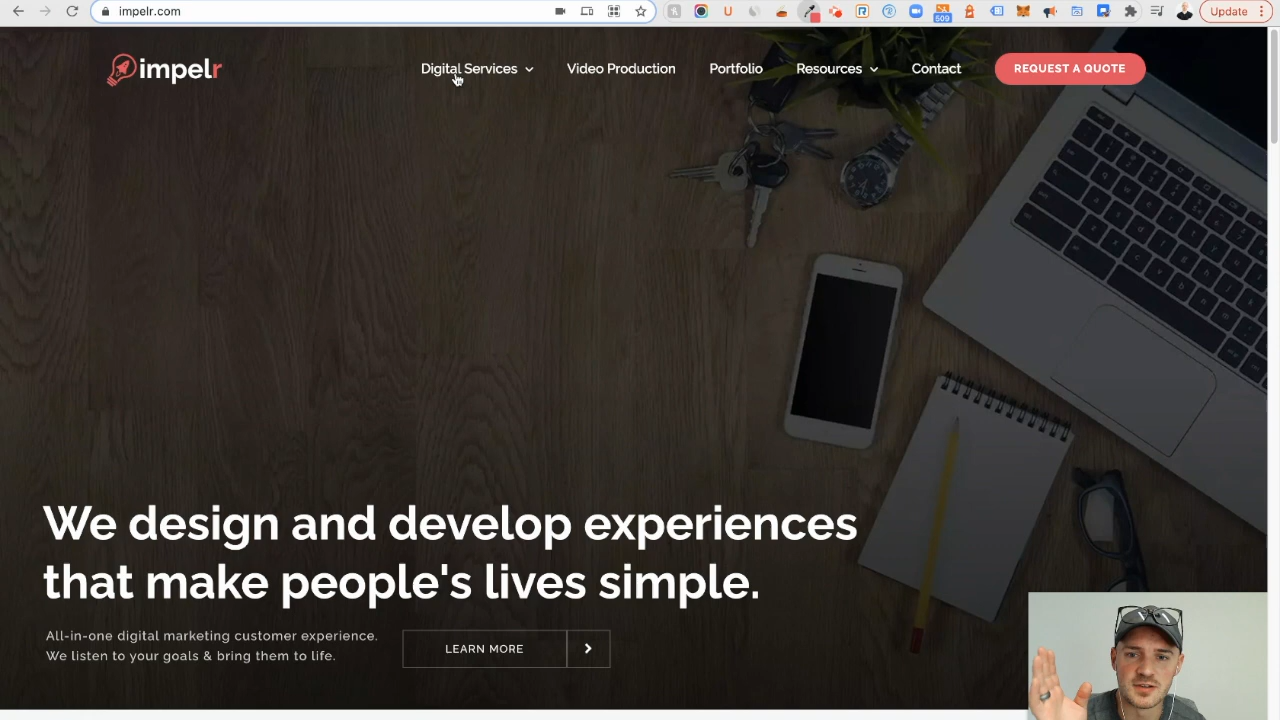 impelr.com
509
Update
impelr
Digital Services
Video Production
Portfolio
Resources
Contact
REQUEST A QUOTE
We design and develop experiences
that make people's lives simple.
All-in-one digital marketing customer experience.
We listen to your goals & bring them to life.
LEARN MORE